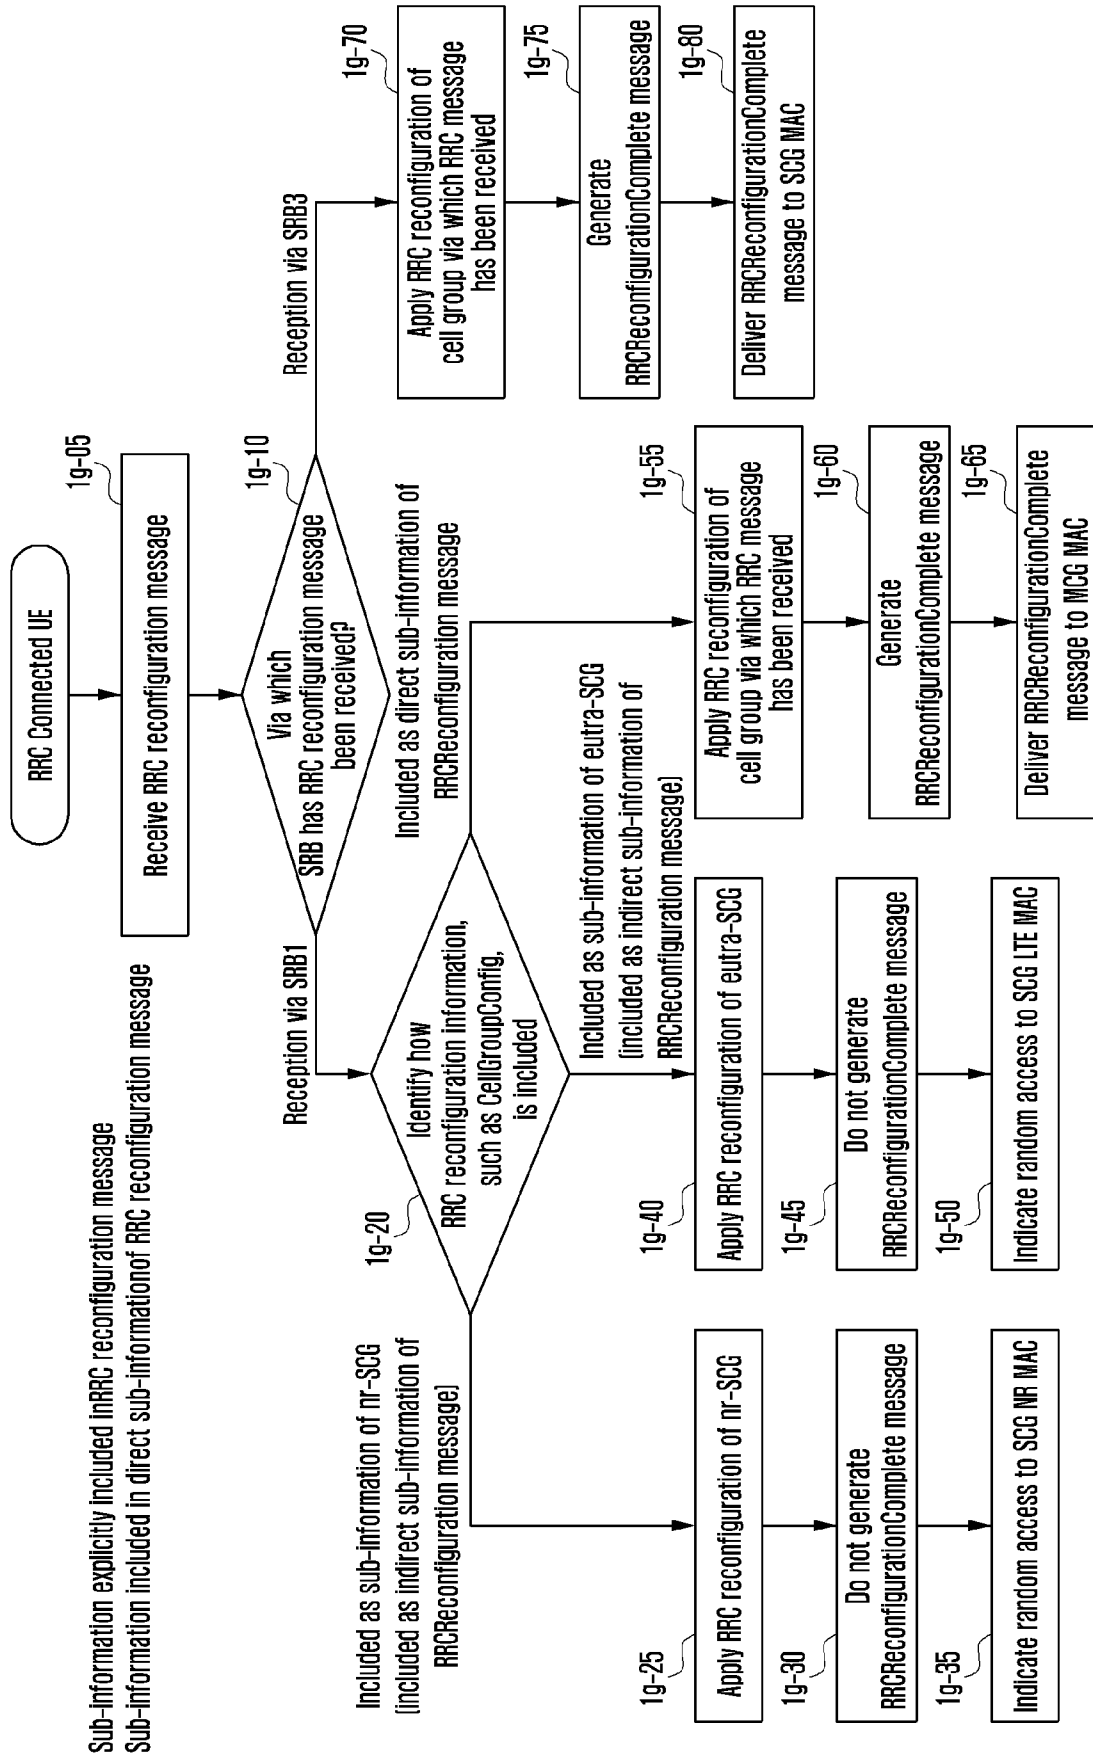 Sub-information explicitly included inRRC reconfiguration message
Sub-information included in direct sub-informationof RRC reconfiguration message
RRC Connected UE
1g-05
Receive RRC reconfiguration message
1g-10
Via which
SRB has RRC reconfiguration message
been received?
Reception via SRB1
Reception via SRB3
1g-20
Identify how
RRC reconfiguration information,
such as CellGroupConfig,
is included
Included as sub-information of nr-SCG
(included as indirect sub-information of
RRCReconfiguration message)
Included as sub-information of eutra-SCG
(included as indirect sub-information of
RRCReconfiguration message)
Included as direct sub-information of
RRCReconfiguration message
1g-25
Apply RRC reconfiguration of nr-SCG
1g-30
Do not generate
RRCReconfigurationComplete message
1g-35
Indicate random access to SCG NR MAC
1g-40
Apply RRC reconfiguration of eutra-SCG
1g-45
Do not generate
RRCReconfigurationComplete message
1g-50
Indicate random access to SCG LTE MAC
1g-55
Apply RRC reconfiguration of
cell group via which RRC message
has been received
1g-60
Generate
RRCReconfigurationComplete message
1g-65
Deliver RRCReconfigurationComplete
message to MCG MAC
1g-70
Apply RRC reconfiguration of
cell group via which RRC message
has been received
1g-75
Generate
RRCReconfigurationComplete message
1g-80
Deliver RRCReconfigurationComplete
message to SCG MAC